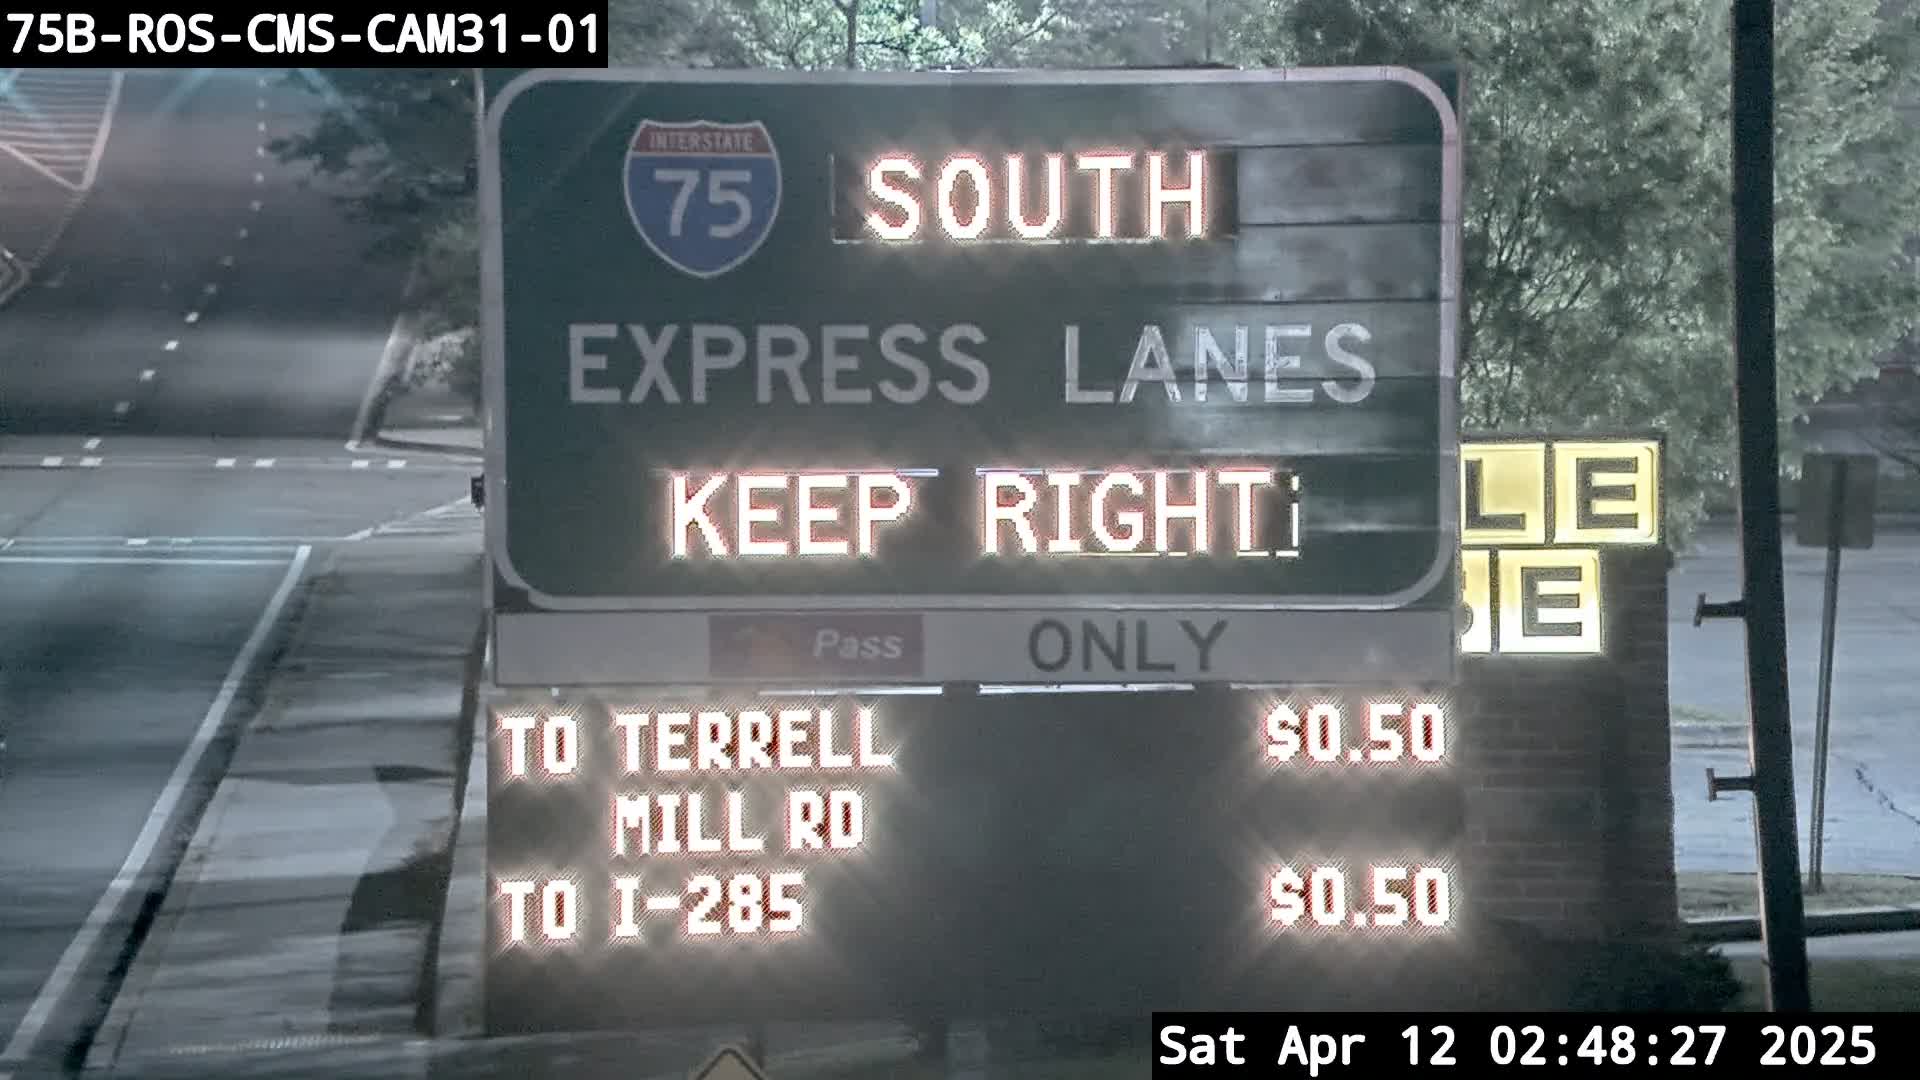 75B-ROS-CMS-CAM31-01
INTERSTATE
75
SOUTH
EXPRESS LANES
KEEP RIGHT
Pass ONLY
LE
E
TO TERRELL $0.50
MILL RD
TO I-285 $0.50
Sat Apr 12 02:48:27 2025